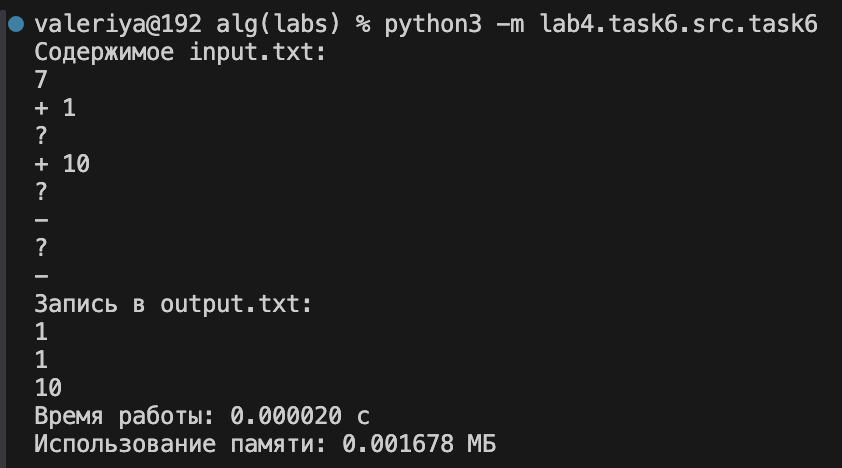 valeriya@192 alg(labs) % python3 -m lab4.task6.src.task6
Содержимое input.txt:
7
+ 1
?
+ 10
?
-
?
-
Запись в output.txt:
1
1
10
Время работы: 0.000020 с
Использование памяти: 0.001678 МБ